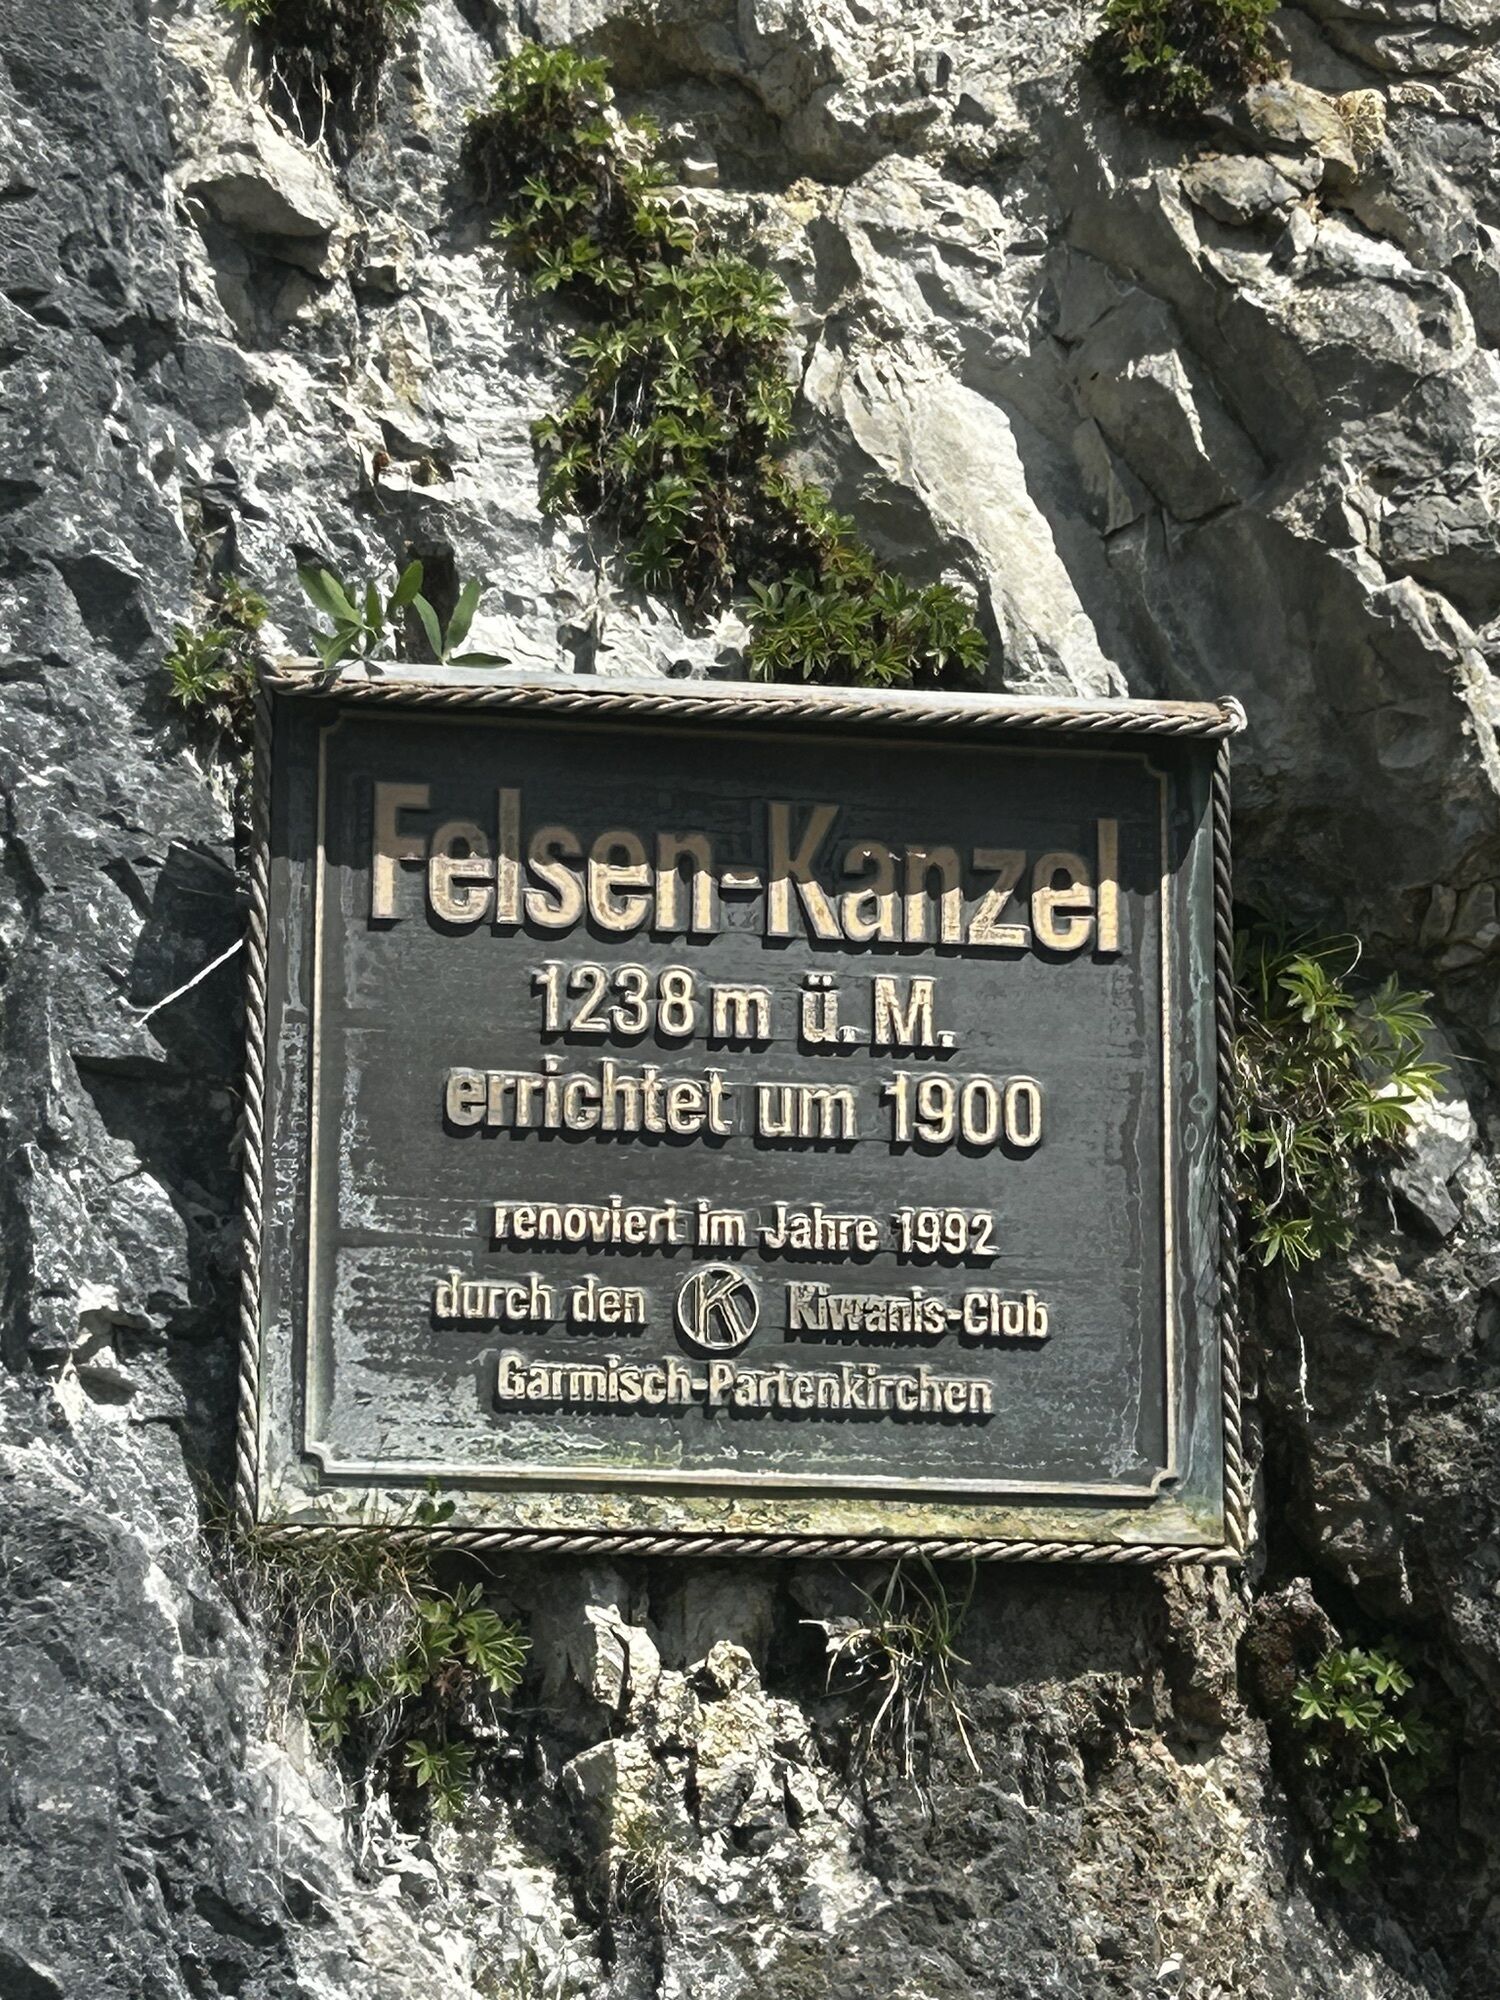 Felsen-Kanzel
1238 m ü. M.
errichtet um 1900
renoviert im Jahre 1992
durch den K Kiwanis-Club
Garmisch-Partenkirchen